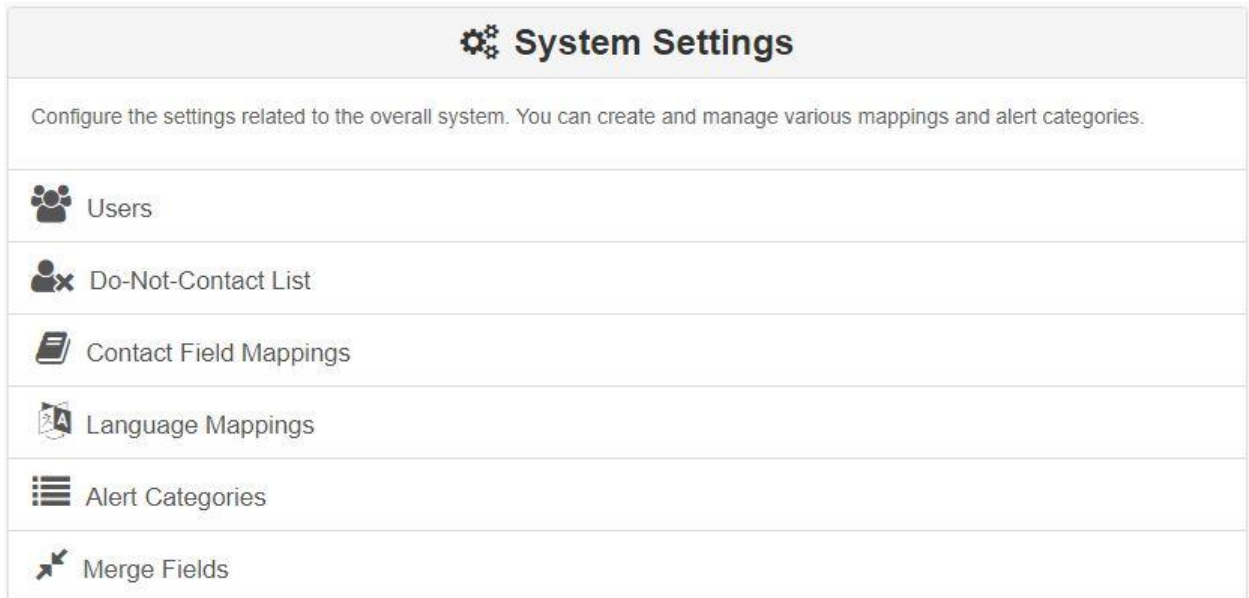 System Settings
Configure the settings related to the overall system. You can create and manage various mappings and alert categories.
Users
Do-Not-Contact List
Contact Field Mappings
Language Mappings
Alert Categories
Merge Fields